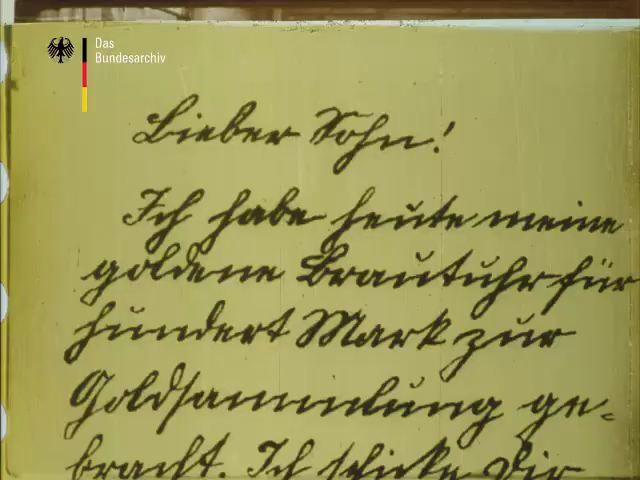 Das
Bundesarchiv
Lieber Sohn!
Ich habe heute meine
goldene Brautuhr für
hundert Mark zur
Goldsammlung ge-
bracht. Ich schicke Dir